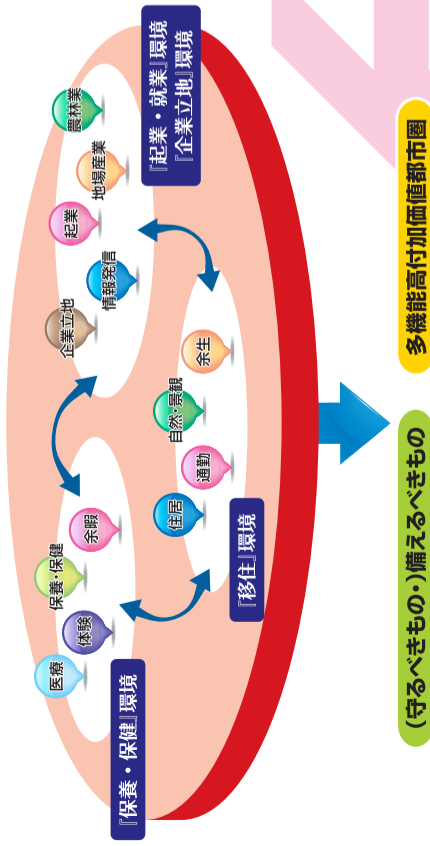 『保養・保健』環境
医療
体験
保養・保健
余暇
『起業・就業』環境
『企業立地』環境
企業立地
情報発信
起業
地場産業
農林業
『移住』環境
住居
通勤
自然・景観
余生
(守るべきもの・)備えるべきもの
多機能高付加価値都市圏